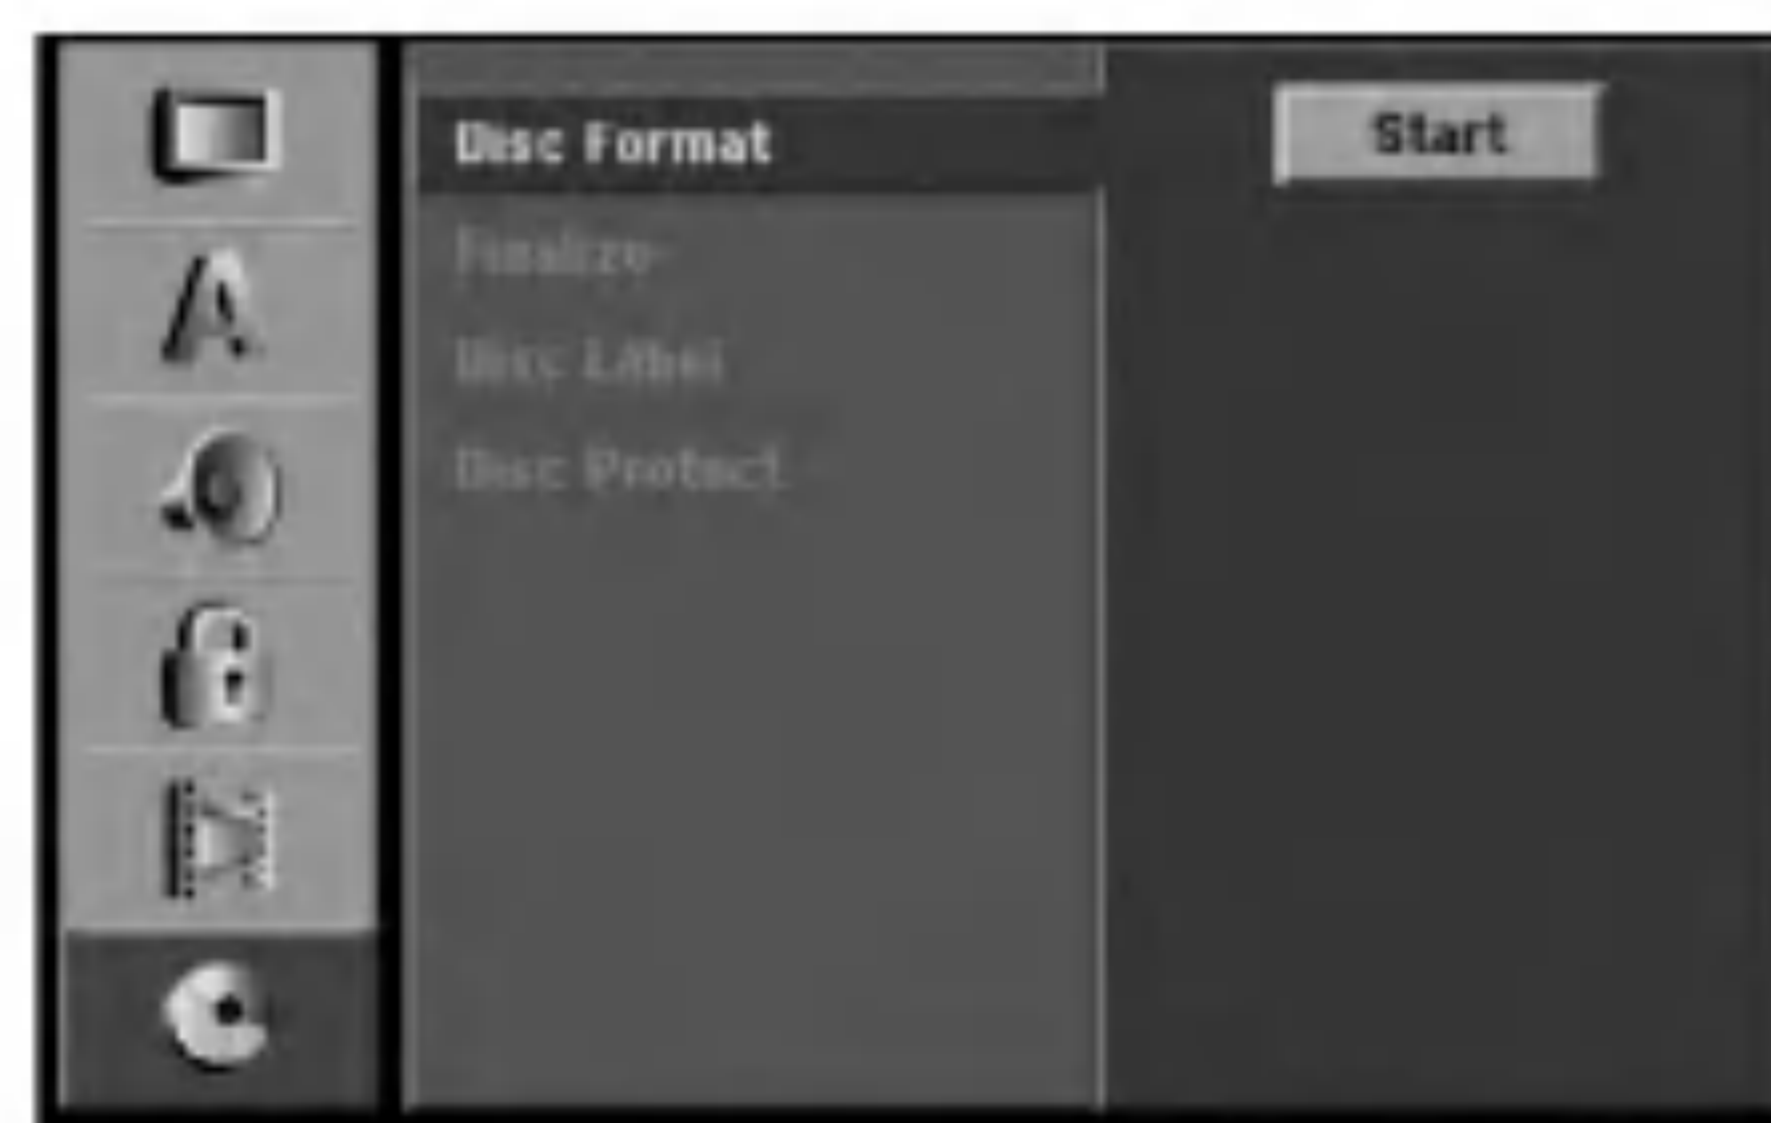 Disc Format
Start
Finalize
Disc Label
Disc Protect